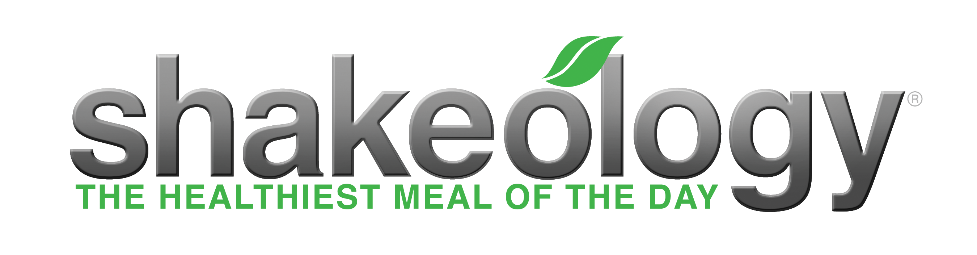 shakeology®
THE HEALTHIEST MEAL OF THE DAY